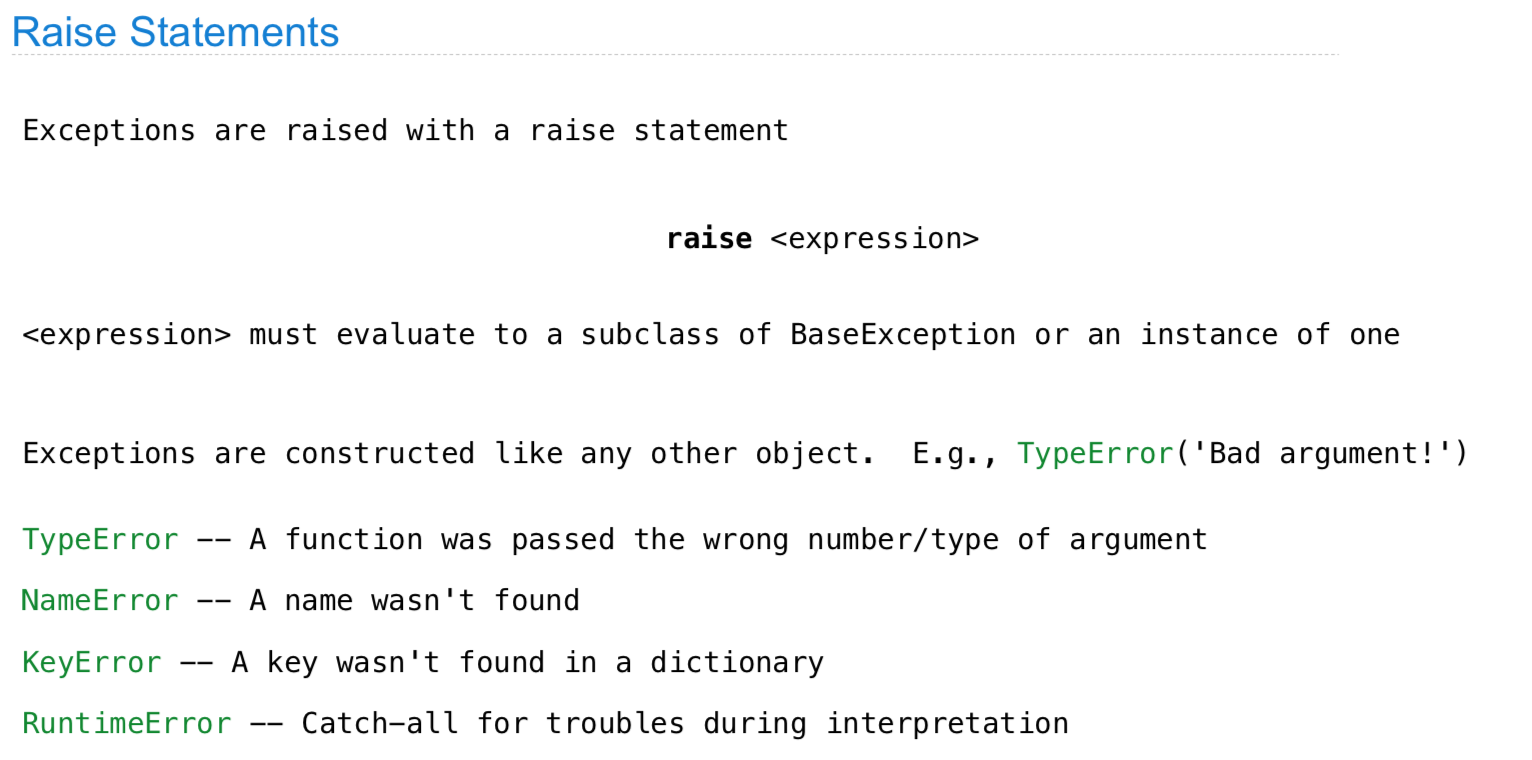 Raise Statements
Exceptions are raised with a raise statement
raise <expression>
<expression> must evaluate to a subclass of BaseException or an instance of one
Exceptions are constructed like any other object.  E.g., TypeError('Bad argument!')
TypeError -- A function was passed the wrong number/type of argument
NameError -- A name wasn't found
KeyError -- A key wasn't found in a dictionary
RuntimeError -- Catch-all for troubles during interpretation